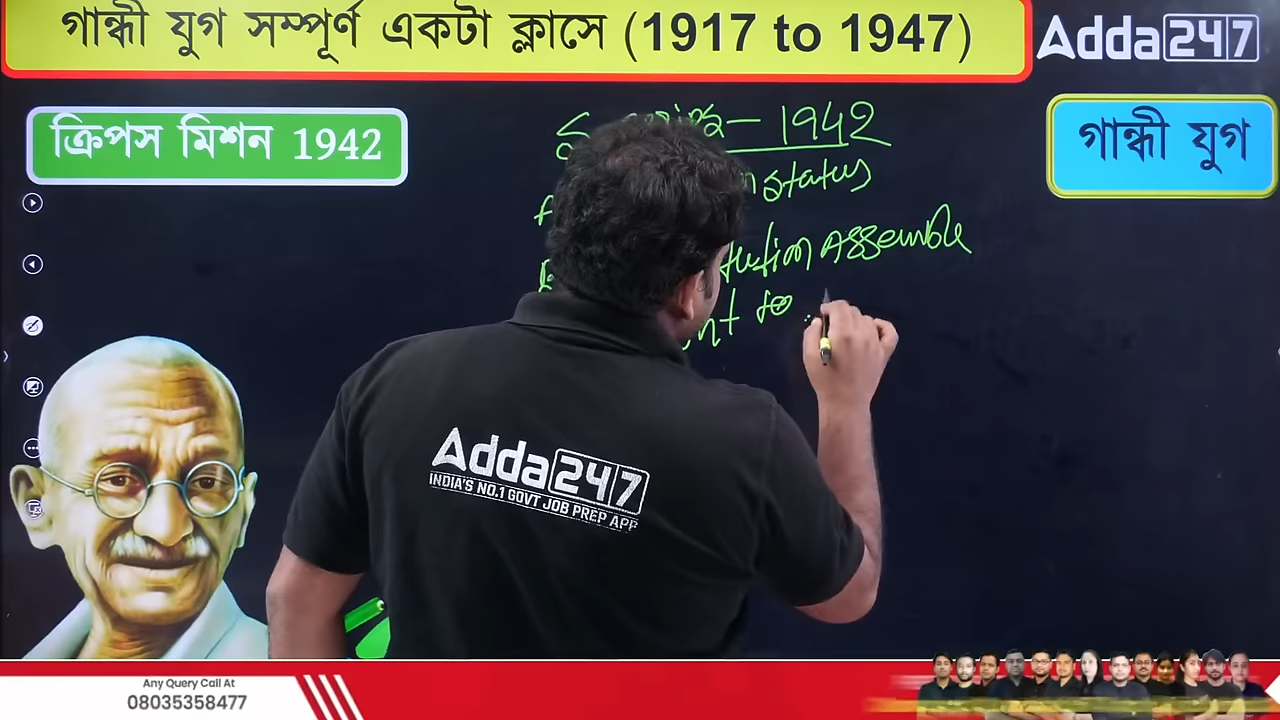 গান্ধী যুগ সম্পূর্ণ একটা ক্লাসে (1917 to 1947)
Adda247
ক্রিপস মিশন 1942
গান্ধী যুগ
– 1942
status
Assemble
Adda247
INDIA'S NO.1 GOVT JOB PREP APP
Any Query Call At
08035358477